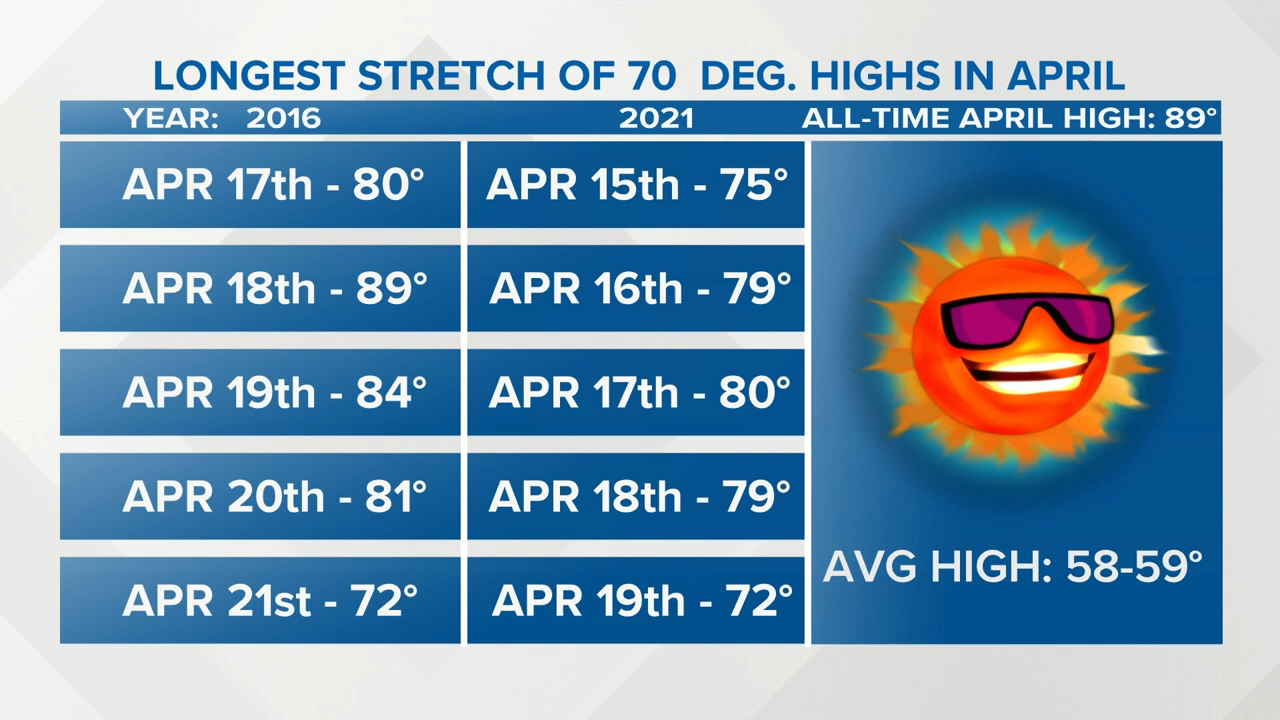 LONGEST STRETCH OF 70 DEG. HIGHS IN APRIL
YEAR: 2016 2021 ALL-TIME APRIL HIGH: 89°
APR 17th - 80° APR 15th - 75°
APR 18th - 89° APR 16th - 79°
APR 19th - 84° APR 17th - 80°
APR 20th - 81° APR 18th - 79°
AVG HIGH: 58-59°
APR 21st - 72° APR 19th - 72°